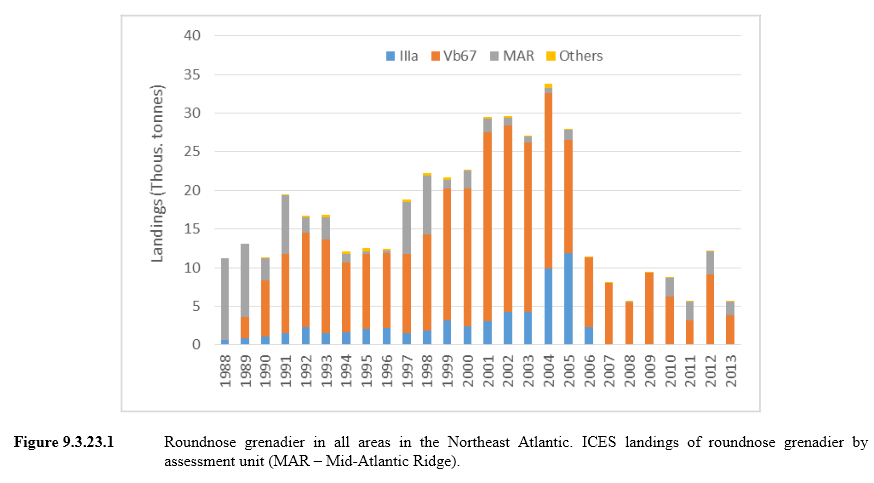 40
35
30
25
20
15
10
5
0
Landings (Thous. tonnes)
IIIa Vb67 MAR Others
1988 1989 1990 1991 1992 1993 1994 1995 1996 1997 1998 1999 2000 2001 2002 2003 2004 2005 2006 2007 2008 2009 2010 2011 2012 2013
Figure 9.3.23.1 Roundnose grenadier in all areas in the Northeast Atlantic. ICES landings of roundnose grenadier by
assessment unit (MAR – Mid-Atlantic Ridge).